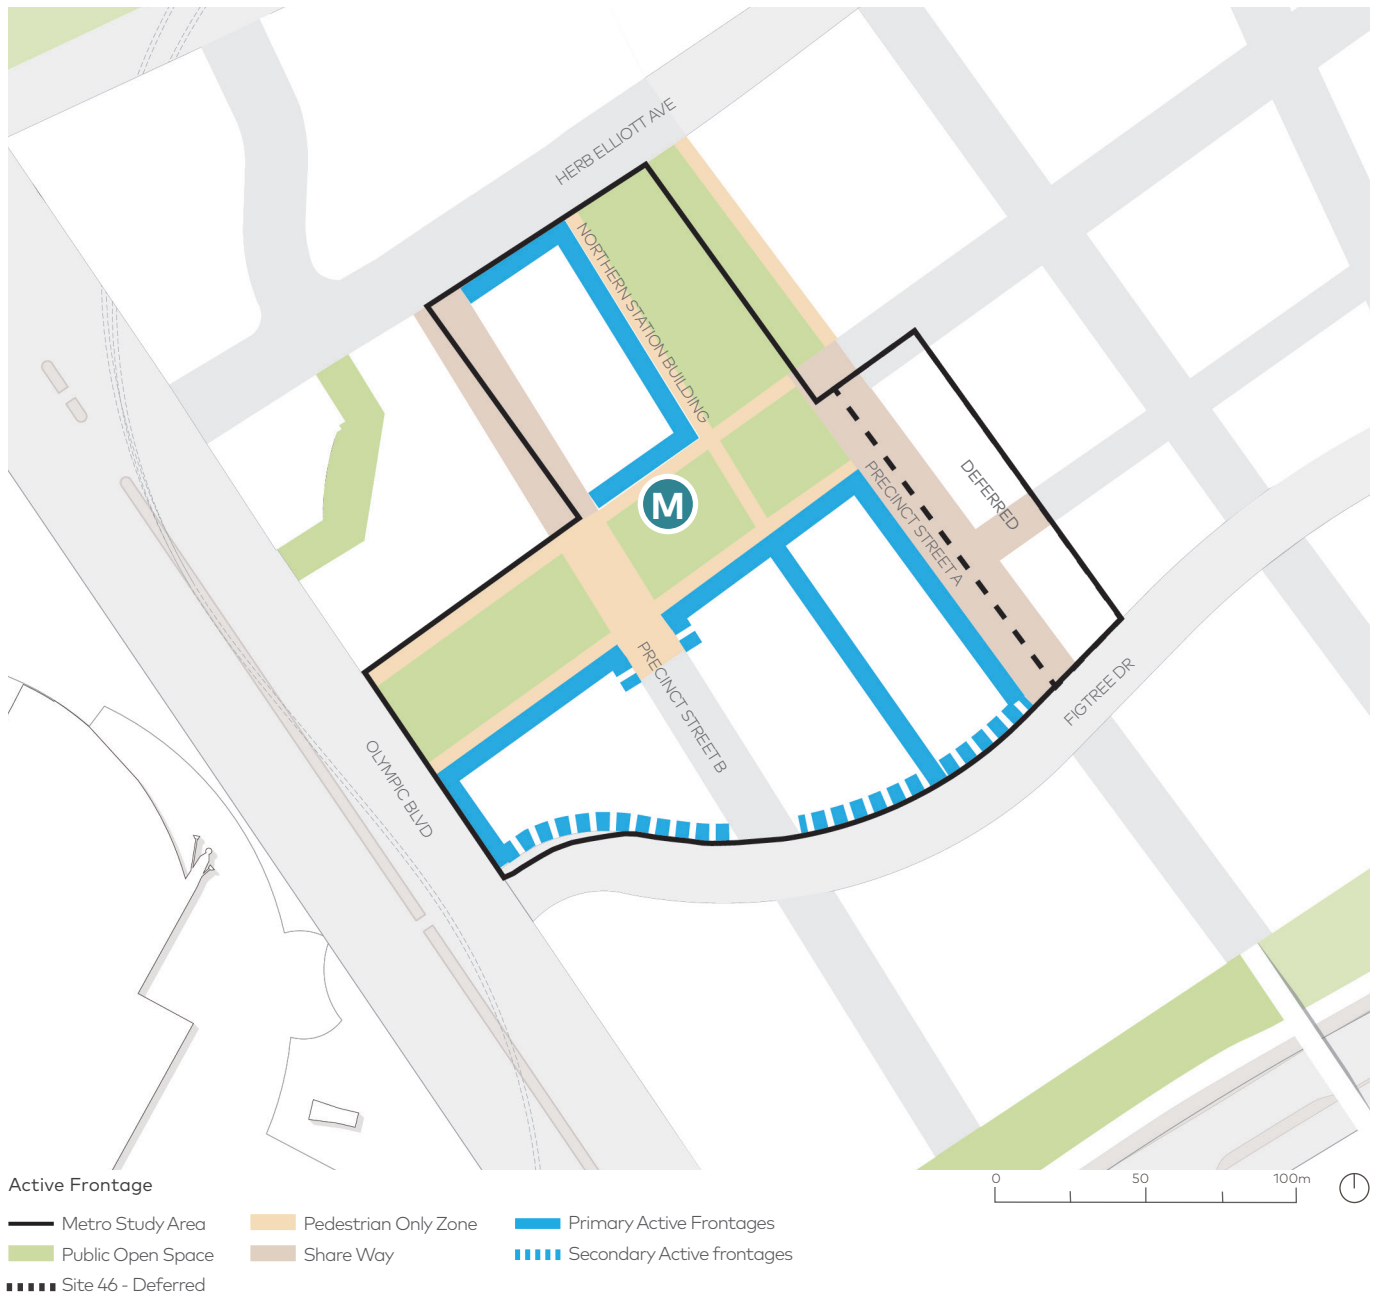 HERB ELLIOTT AVE
NORTHERN STATION BUILDING
DEFERRED
M
PRECINCT STREET A
PRECINCT STREET B
FIGTREE DR
OLYMPIC BLVD
0 50 100m
Active Frontage
Metro Study Area Pedestrian Only Zone Primary Active Frontages
Public Open Space Share Way Secondary Active frontages
Site 46 - Deferred